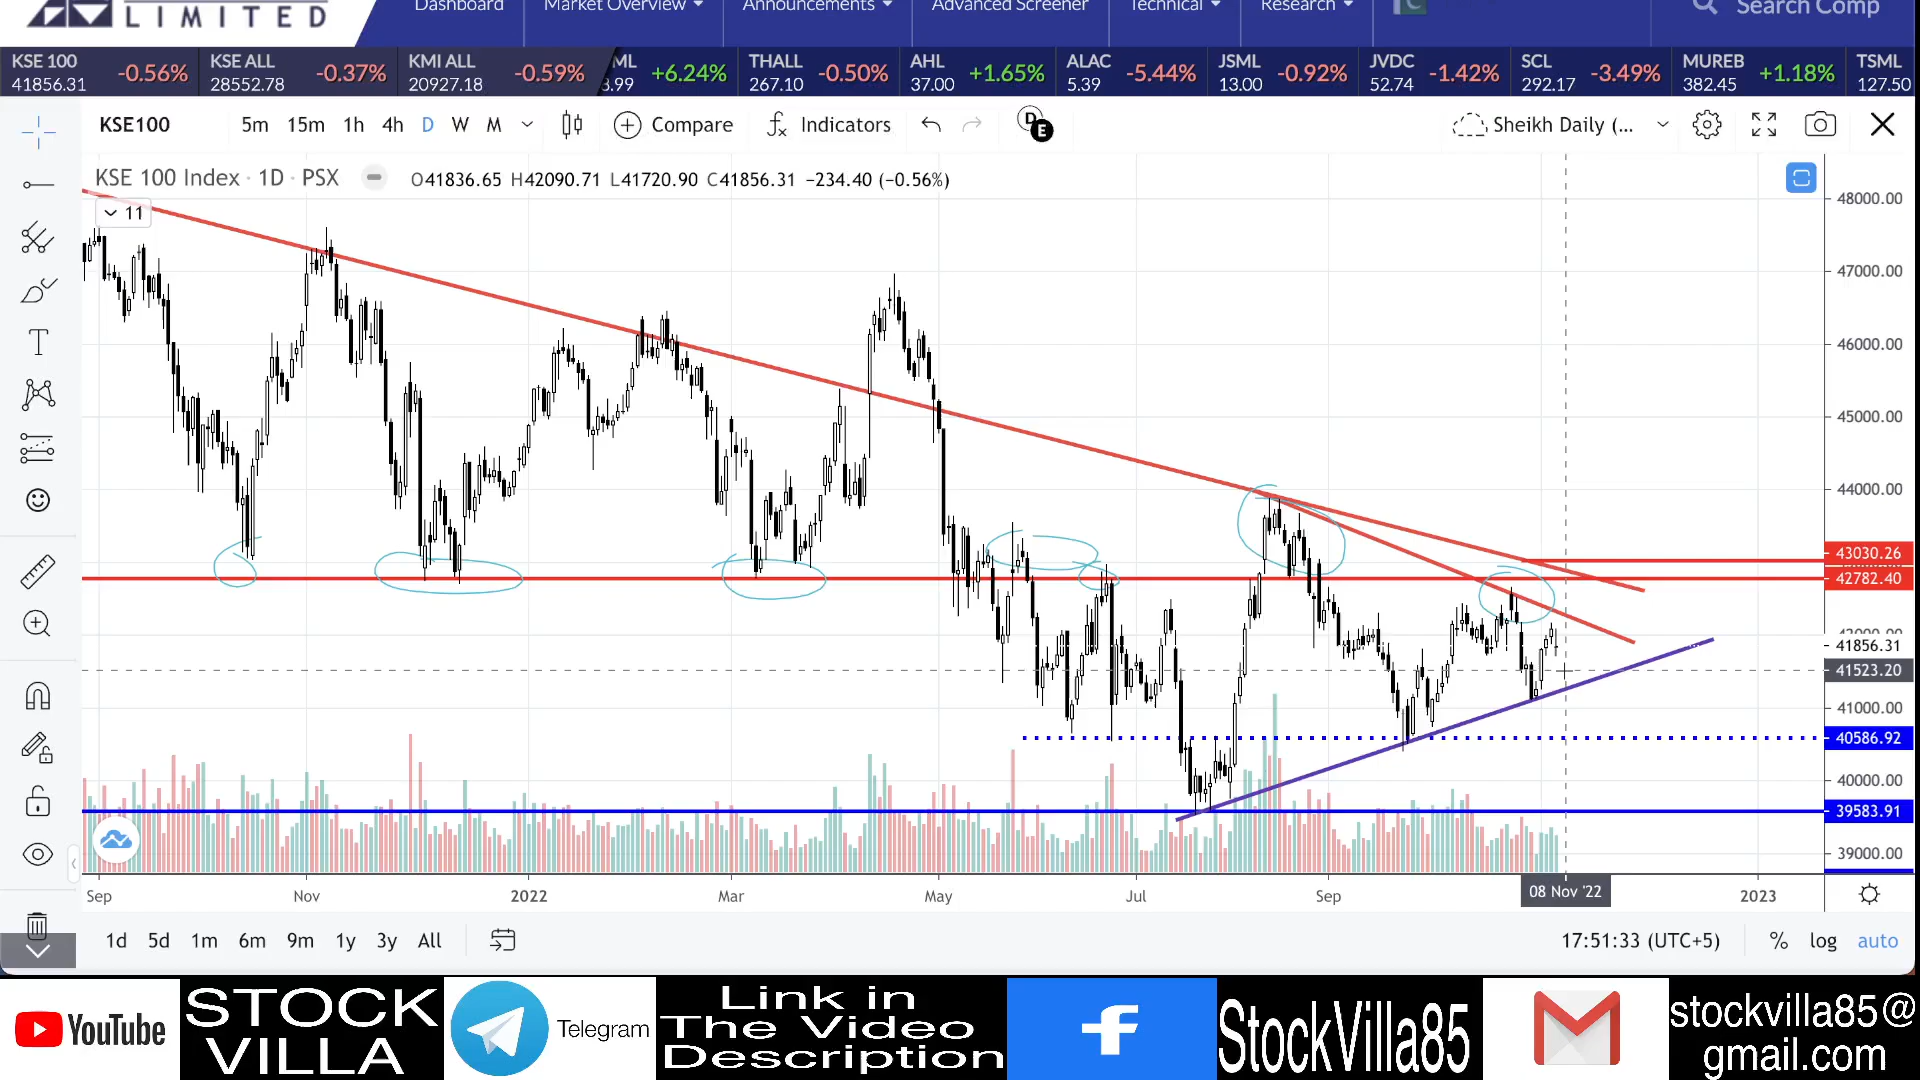 LIMITED
Dashboard
Market Overview
Announcements
Advanced Screener
Technical
Research
Search Comp
KSE 100
41856.31
-0.56%
KSE ALL
28552.78
-0.37%
KMI ALL
20927.18
-0.59%
ML
3.99
+6.24%
THALL
267.10
-0.50%
AHL
37.00
+1.65%
ALAC
5.39
-5.44%
JSML
13.00
-0.92%
JVDC
52.74
-1.42%
SCL
292.17
-3.49%
MUREB
382.45
+1.18%
TSML
127.50
KSE100
5m 15m 1h 4h D W M
Compare
Indicators
D
E
Sheikh Daily (...
KSE 100 Index · 1D · PSX
O41836.65 H42090.71 L41720.90 C41856.31 −234.40 (−0.56%)
11
48000.00
47000.00
46000.00
45000.00
44000.00
43030.26
42782.40
42000.00
41856.31
41523.20
41000.00
40586.92
40000.00
39583.91
39000.00
Sep
Nov
2022
Mar
May
Jul
Sep
08 Nov '22
2023
1d 5d 1m 6m 9m 1y 3y All
17:51:33 (UTC+5)
% log auto
YouTube
STOCK
VILLA
Telegram
Link in
The Video
Description
f
StockVilla85
stockvilla85@
gmail.com